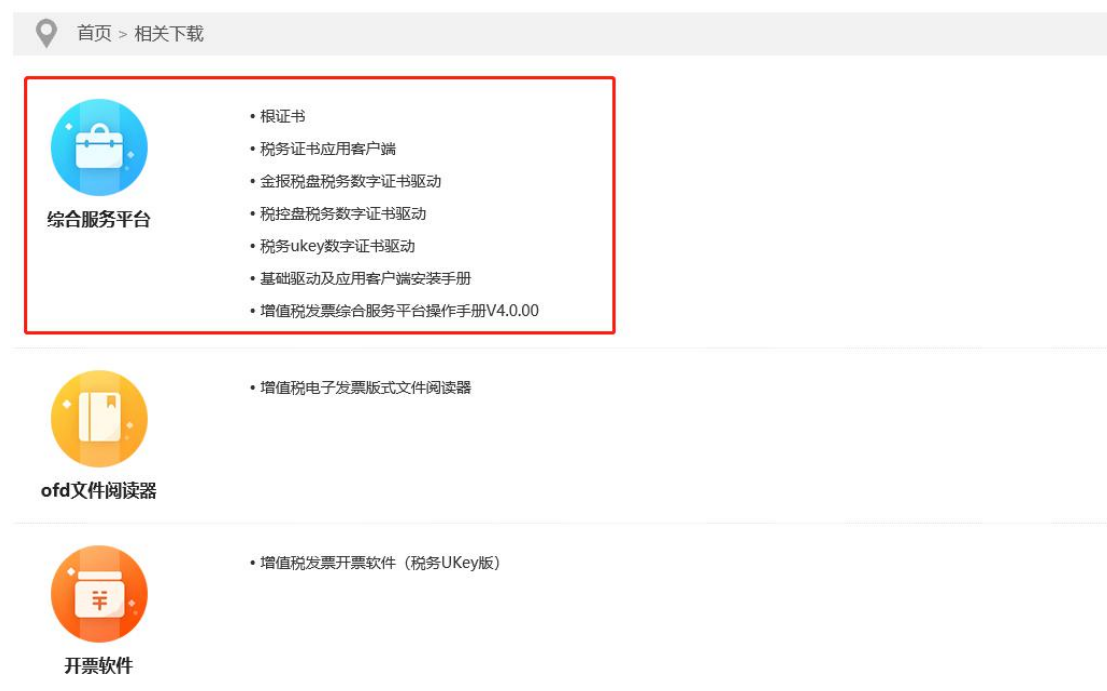 首页 > 相关下载
• 根证书
• 税务证书应用客户端
• 金报税盘税务数字证书驱动
• 税控盘税务数字证书驱动
• 税务ukey数字证书驱动
• 基础驱动及应用客户端安装手册
• 增值税发票综合服务平台操作手册V4.0.00
综合服务平台
• 增值税电子发票版式文件阅读器
ofd文件阅读器
• 增值税发票开票软件（税务UKey版）
开票软件